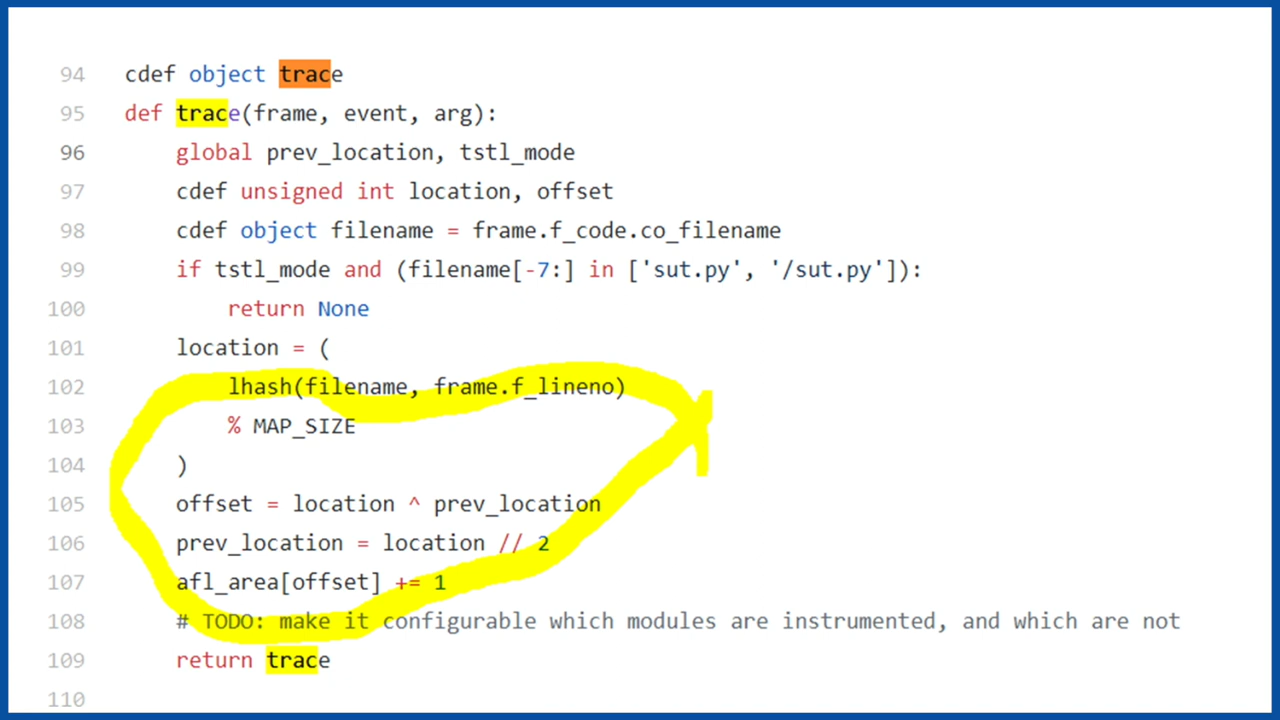 94 cdef object trace
95 def trace(frame, event, arg):
96 global prev_location, tstl_mode
97 cdef unsigned int location, offset
98 cdef object filename = frame.f_code.co_filename
99 if tstl_mode and (filename[-7:] in ['sut.py', '/sut.py']):
100 return None
101 location = (
102 lhash(filename, frame.f_lineno)
103 % MAP_SIZE
104 )
105 offset = location ^ prev_location
106 prev_location = location // 2
107 afl_area[offset] += 1
108 # TODO: make it configurable which modules are instrumented, and which are not
109 return trace
110